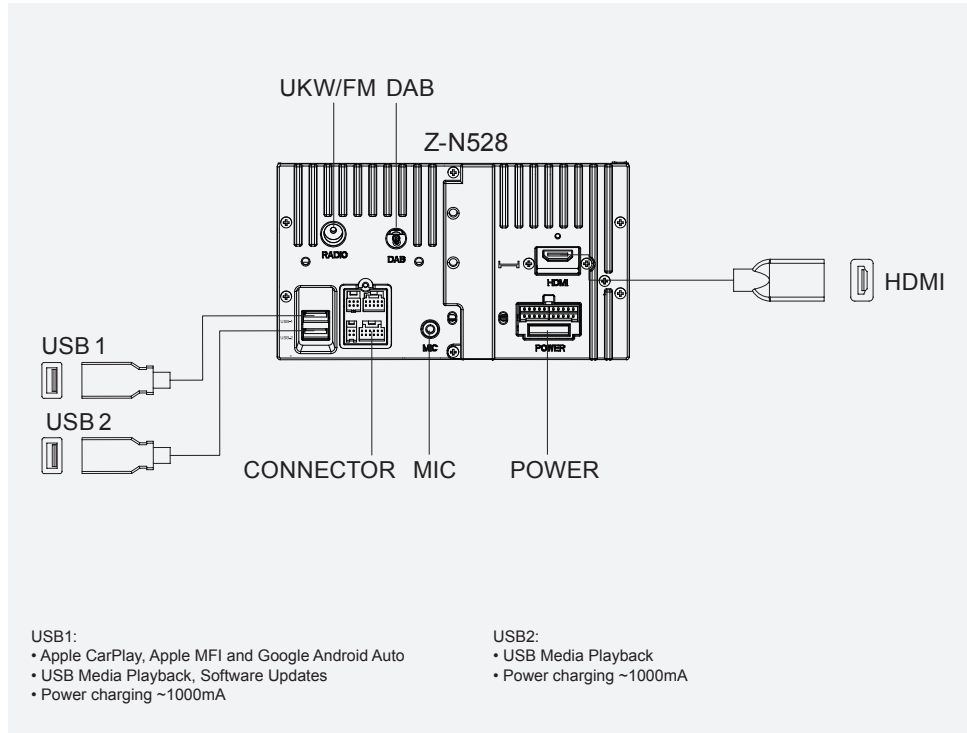 UKW/FM DAB
Z-N528
RADIO
DAB
HDMI
HDMI
USB 1
MIC
POWER
USB 2
CONNECTOR MIC POWER
USB1:
• Apple CarPlay, Apple MFI and Google Android Auto
• USB Media Playback, Software Updates
• Power charging ~1000mA
USB2:
• USB Media Playback
• Power charging ~1000mA